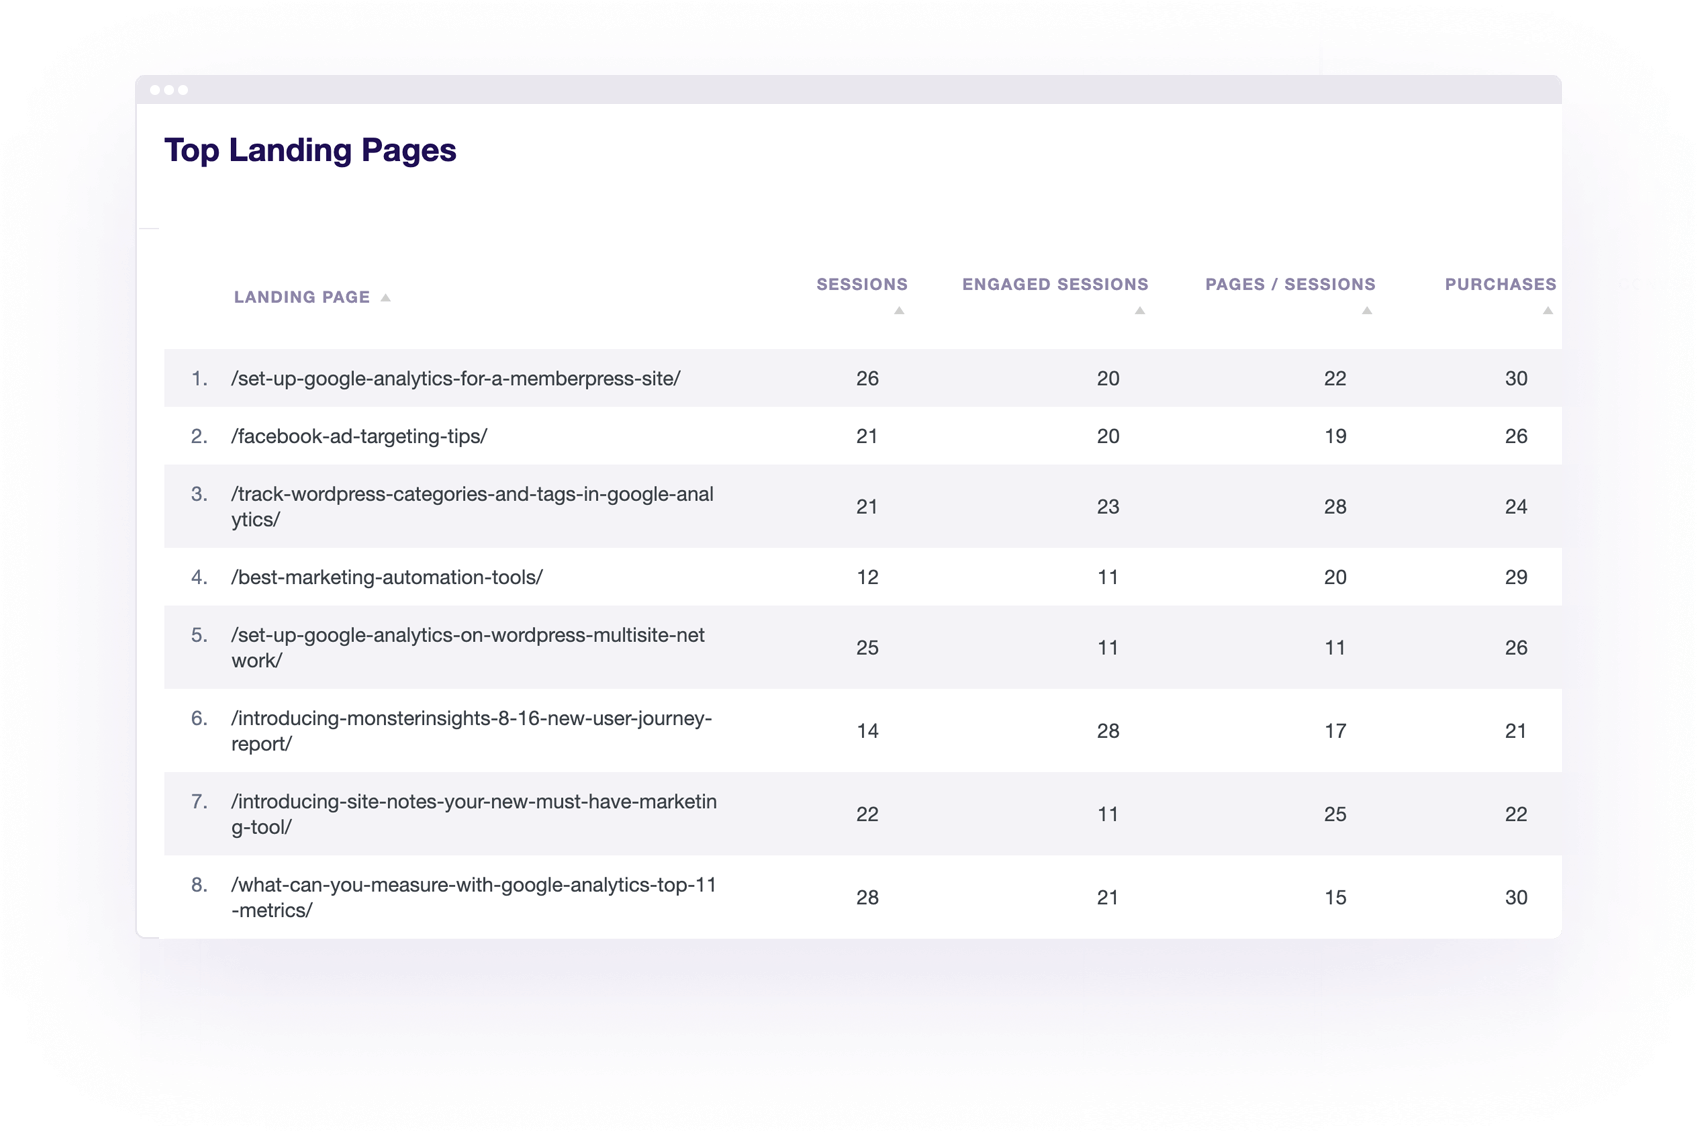 Top Landing Pages
LANDING PAGE ▲ SESSIONS ▲ ENGAGED SESSIONS ▲ PAGES / SESSIONS ▲ PURCHASES ▲
1. /set-up-google-analytics-for-a-memberpress-site/ 26 20 22 30
2. /facebook-ad-targeting-tips/ 21 20 19 26
3. /track-wordpress-categories-and-tags-in-google-anal
ytics/ 21 23 28 24
4. /best-marketing-automation-tools/ 12 11 20 29
5. /set-up-google-analytics-on-wordpress-multisite-net
work/ 25 11 11 26
6. /introducing-monsterinsights-8-16-new-user-journey-
report/ 14 28 17 21
7. /introducing-site-notes-your-new-must-have-marketin
g-tool/ 22 11 25 22
8. /what-can-you-measure-with-google-analytics-top-11
-metrics/ 28 21 15 30